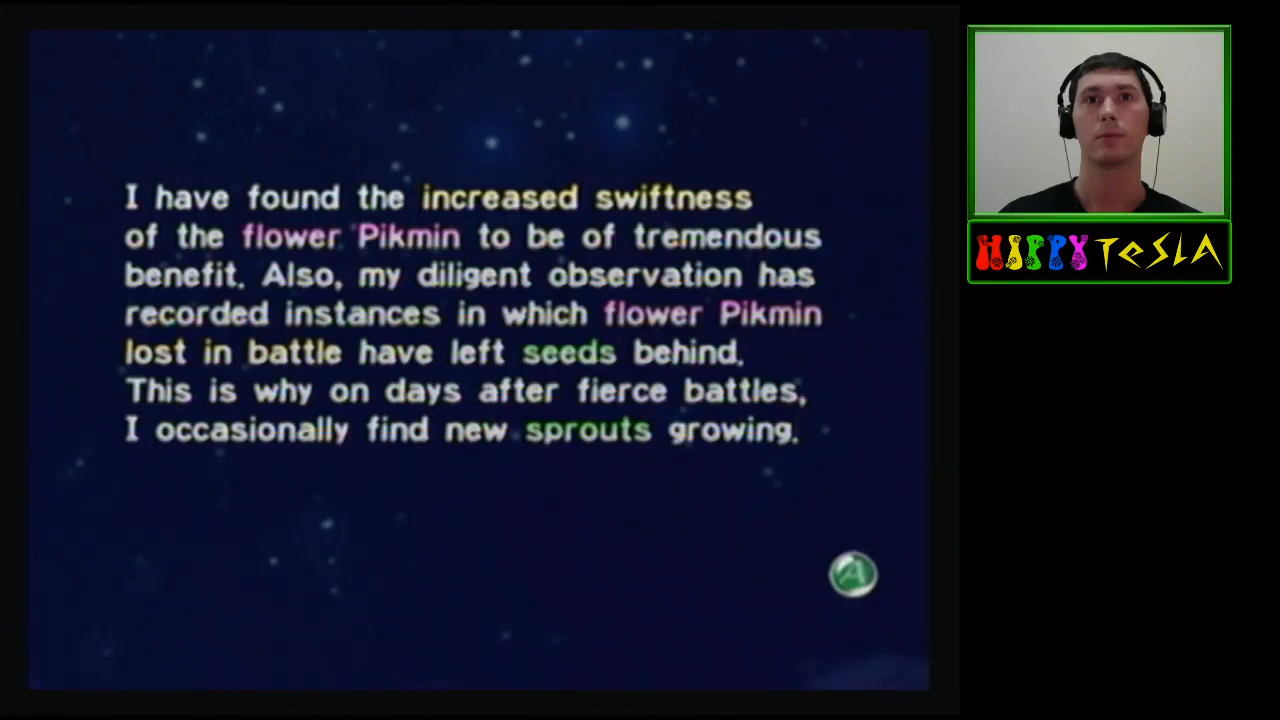 I have found the increased swiftness
of the flower Pikmin to be of tremendous
benefit. Also, my diligent observation has
recorded instances in which flower Pikmin
lost in battle have left seeds behind.
This is why on days after fierce battles,
I occasionally find new sprouts growing.
A
HIPPY TeSLA